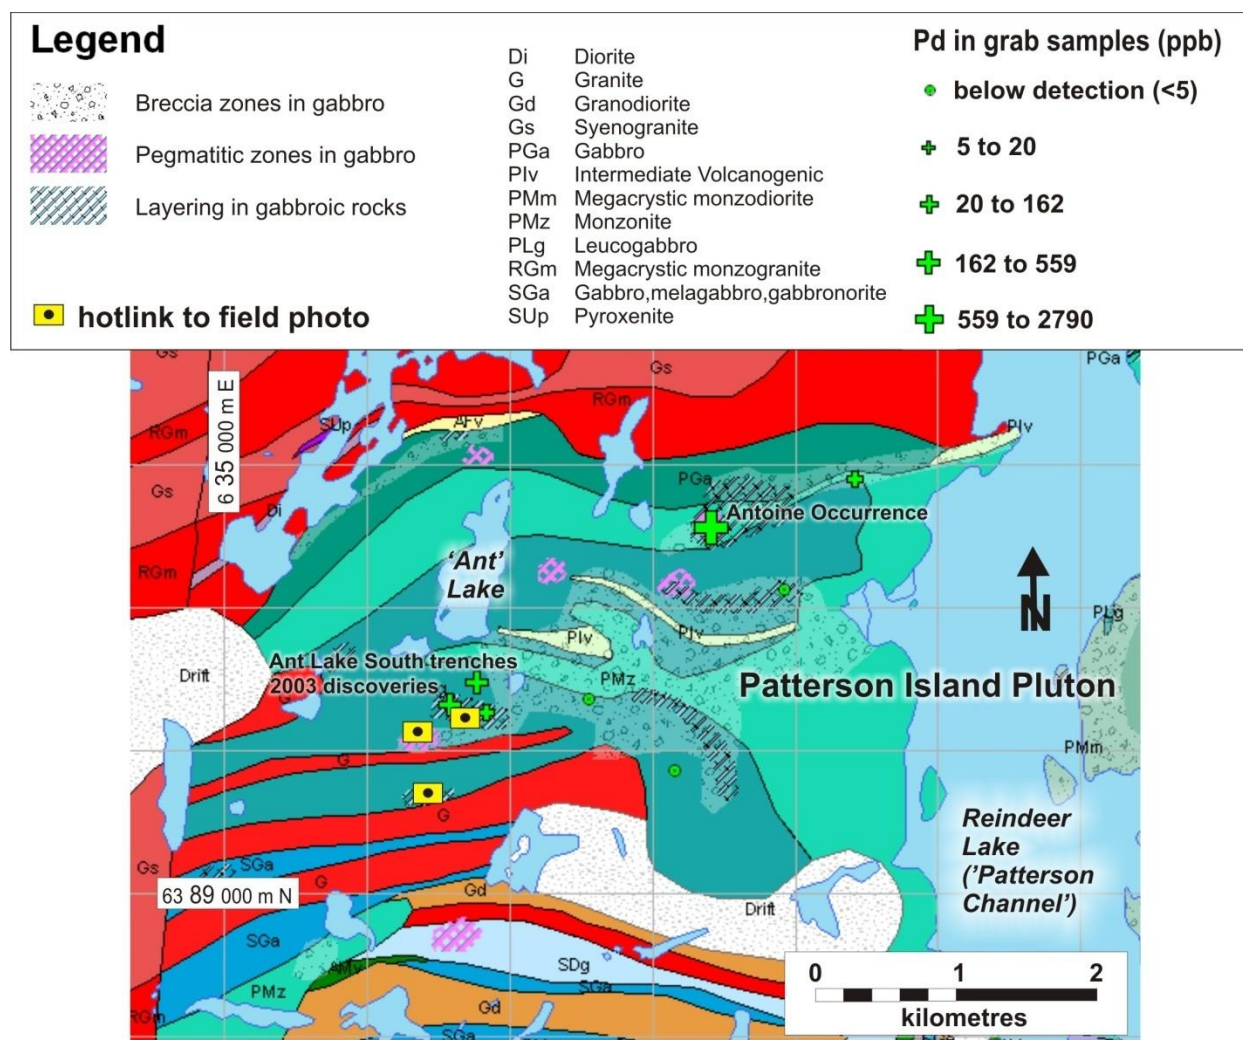 Legend
Breccia zones in gabbro
Pegmatitic zones in gabbro
Layering in gabbroic rocks
hotlink to field photo
Di Diorite
G Granite
Gd Granodiorite
Gs Syenogranite
PGa Gabbro
PIv Intermediate Volcanogenic
PMm Megacrystic monzodiorite
PMz Monzonite
PLg Leucogabbro
RGm Megacrystic monzogranite
SGa Gabbro,melagabbro,gabbronorite
SUp Pyroxenite
Pd in grab samples (ppb)
below detection (<5)
5 to 20
20 to 162
162 to 559
559 to 2790
Gs
Gs
PGa
6 35 000 m E
RGm
RGm
SUp
AFv
PIv
Gs
PGa
Di
Antoine Occurrence
RGm
'Ant'
Lake
N
PLg
PIv
PIv
Drift
Ant Lake South trenches
2003 discoveries
G
PMz
Patterson Island Pluton
PMm
G
G
Reindeer
Lake
('Patterson
Channel')
Gs
SGa
G
63 89 000 m N
Gd
Drift
SGa
AMv
SDg
SGa
PMz
Gd
RGm
SGa
0 1 2
kilometres